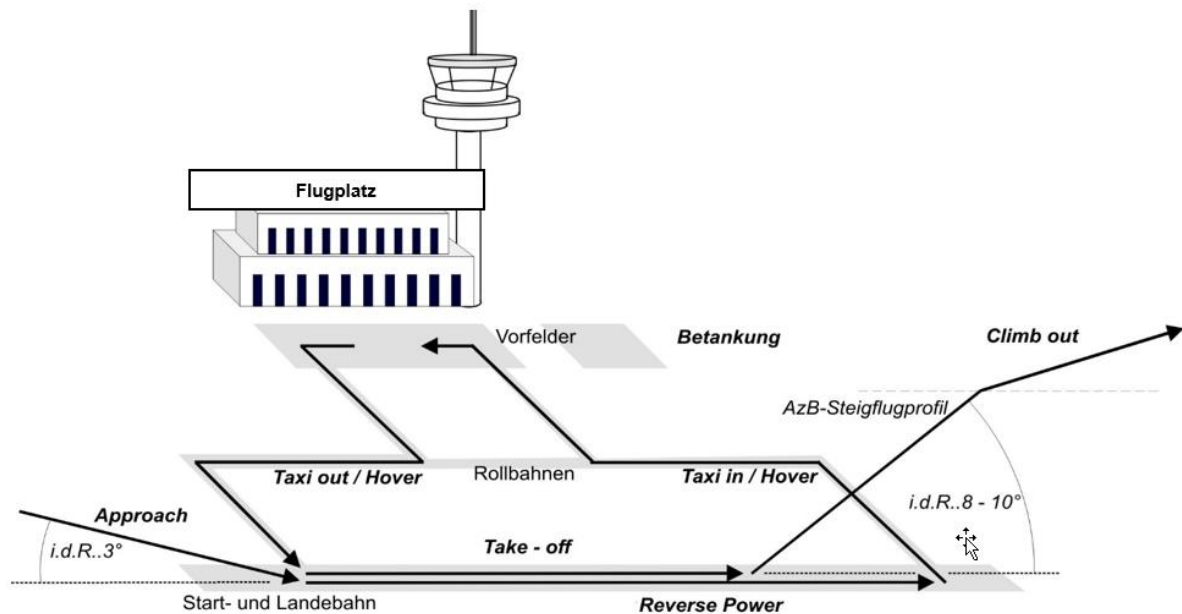 Flugplatz
Vorfelder
Betankung
Climb out
AzB-Steigflugprofil
Taxi out / Hover
Rollbahnen
Taxi in / Hover
i.d.R..8 - 10°
Approach
i.d.R..3°
Take - off
Start- und Landebahn
Reverse Power